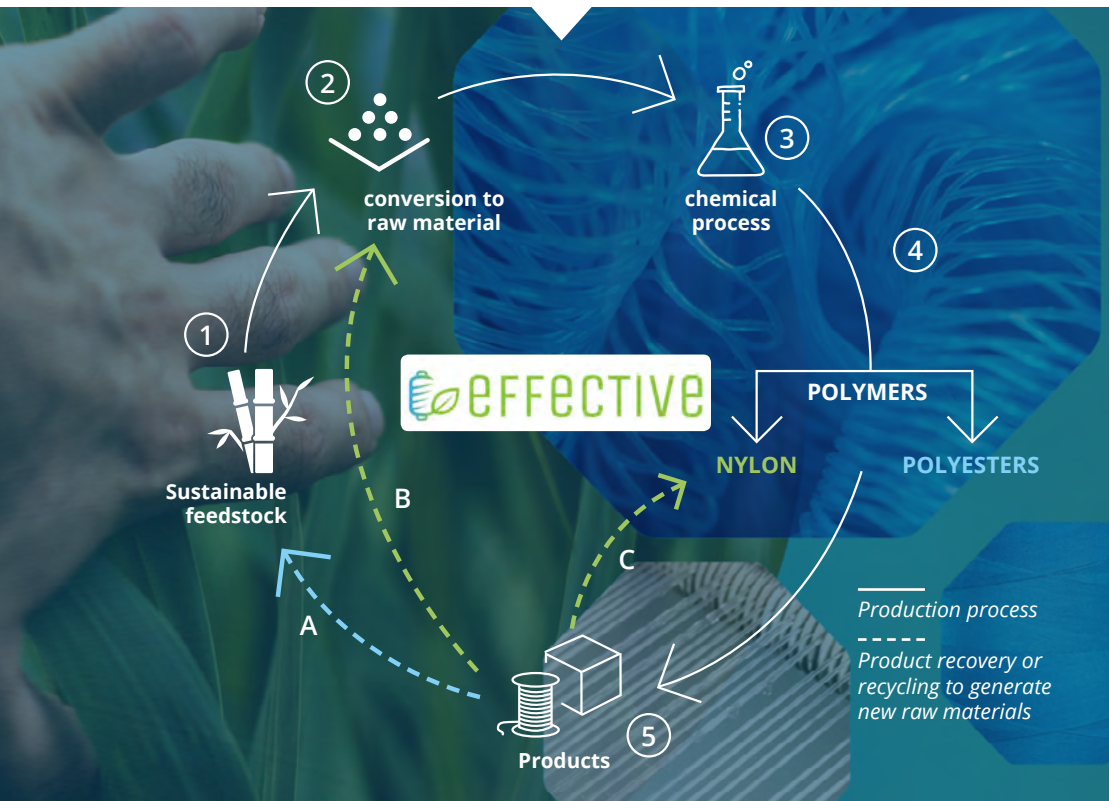 2
conversion to
raw material
3
chemical
process
4
1
Sustainable
feedstock
EFFECTIVE
POLYMERS
NYLON
POLYESTERS
B
C
A
Production process
Product recovery or
recycling to generate
new raw materials
5
Products